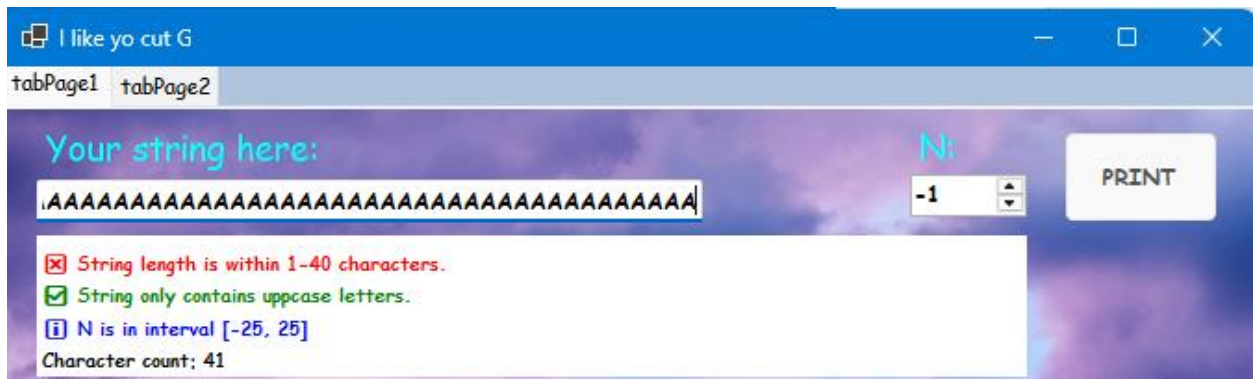 I like yo cut G
tabPage1 tabPage2
Your string here: N:
AAAAAAAAAAAAAAAAAAAAAAAAAAAAAAAAAAAAAAA -1 PRINT
String length is within 1-40 characters.
String only contains uppcase letters.
N is in interval [-25, 25]
Character count: 41